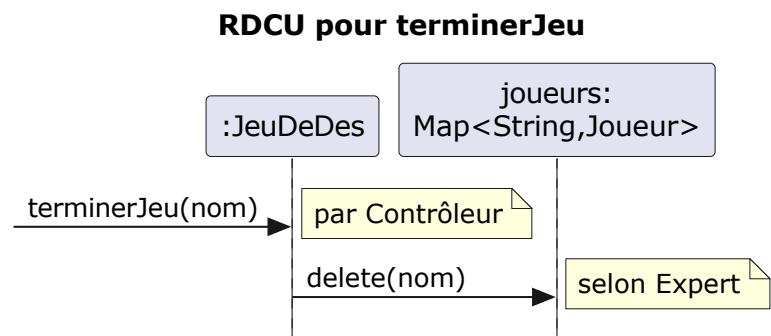 RDCU pour terminerJeu
:JeuDeDes
joueurs:
Map<String,Joueur>
terminerJeu(nom)
par Contrôleur
delete(nom)
selon Expert